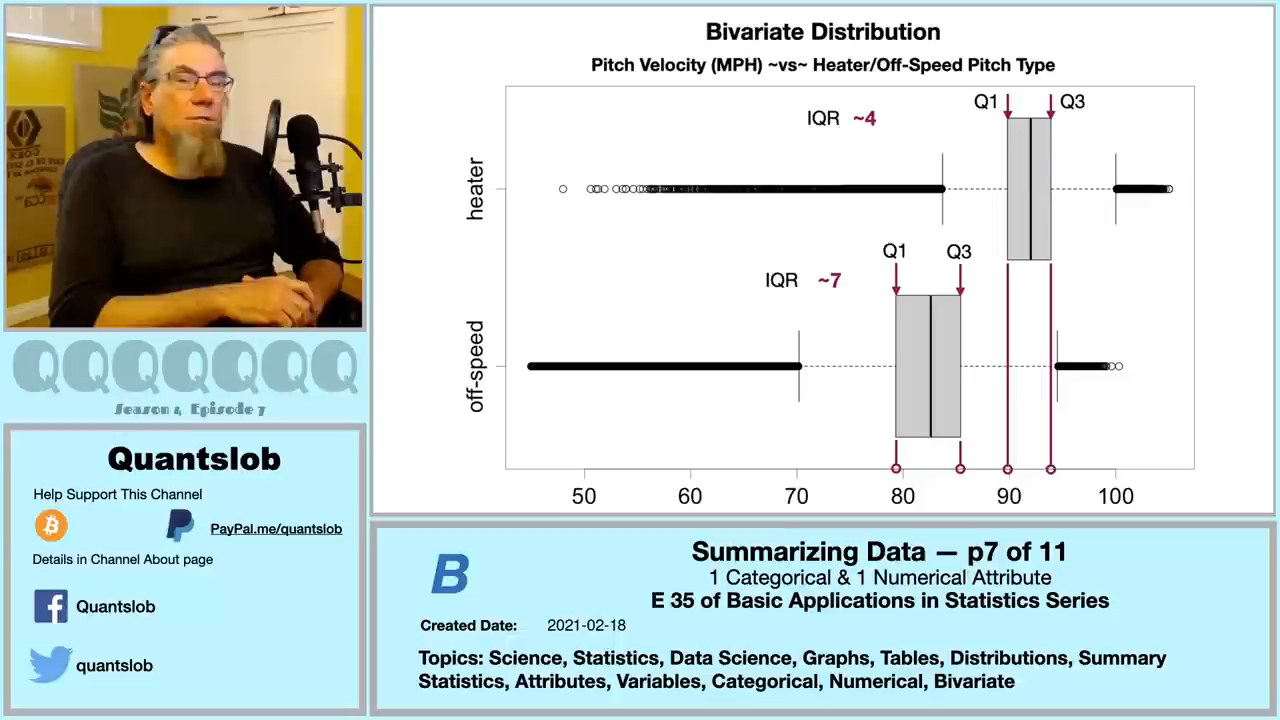 Bivariate Distribution
Pitch Velocity (MPH) ~vs~ Heater/Off-Speed Pitch Type
Q1 Q3
IQR ~4
heater
Q1 Q3
IQR ~7
off-speed
50 60 70 80 90 100
QQQQQQQ
Season 4 Episode 7
Quantslob
Help Support This Channel
PayPal.me/quantslob
Details in Channel About page
Quantslob
quantslob
B
Summarizing Data — p7 of 11
1 Categorical & 1 Numerical Attribute
E 35 of Basic Applications in Statistics Series
Created Date: 2021-02-18
Topics: Science, Statistics, Data Science, Graphs, Tables, Distributions, Summary
Statistics, Attributes, Variables, Categorical, Numerical, Bivariate